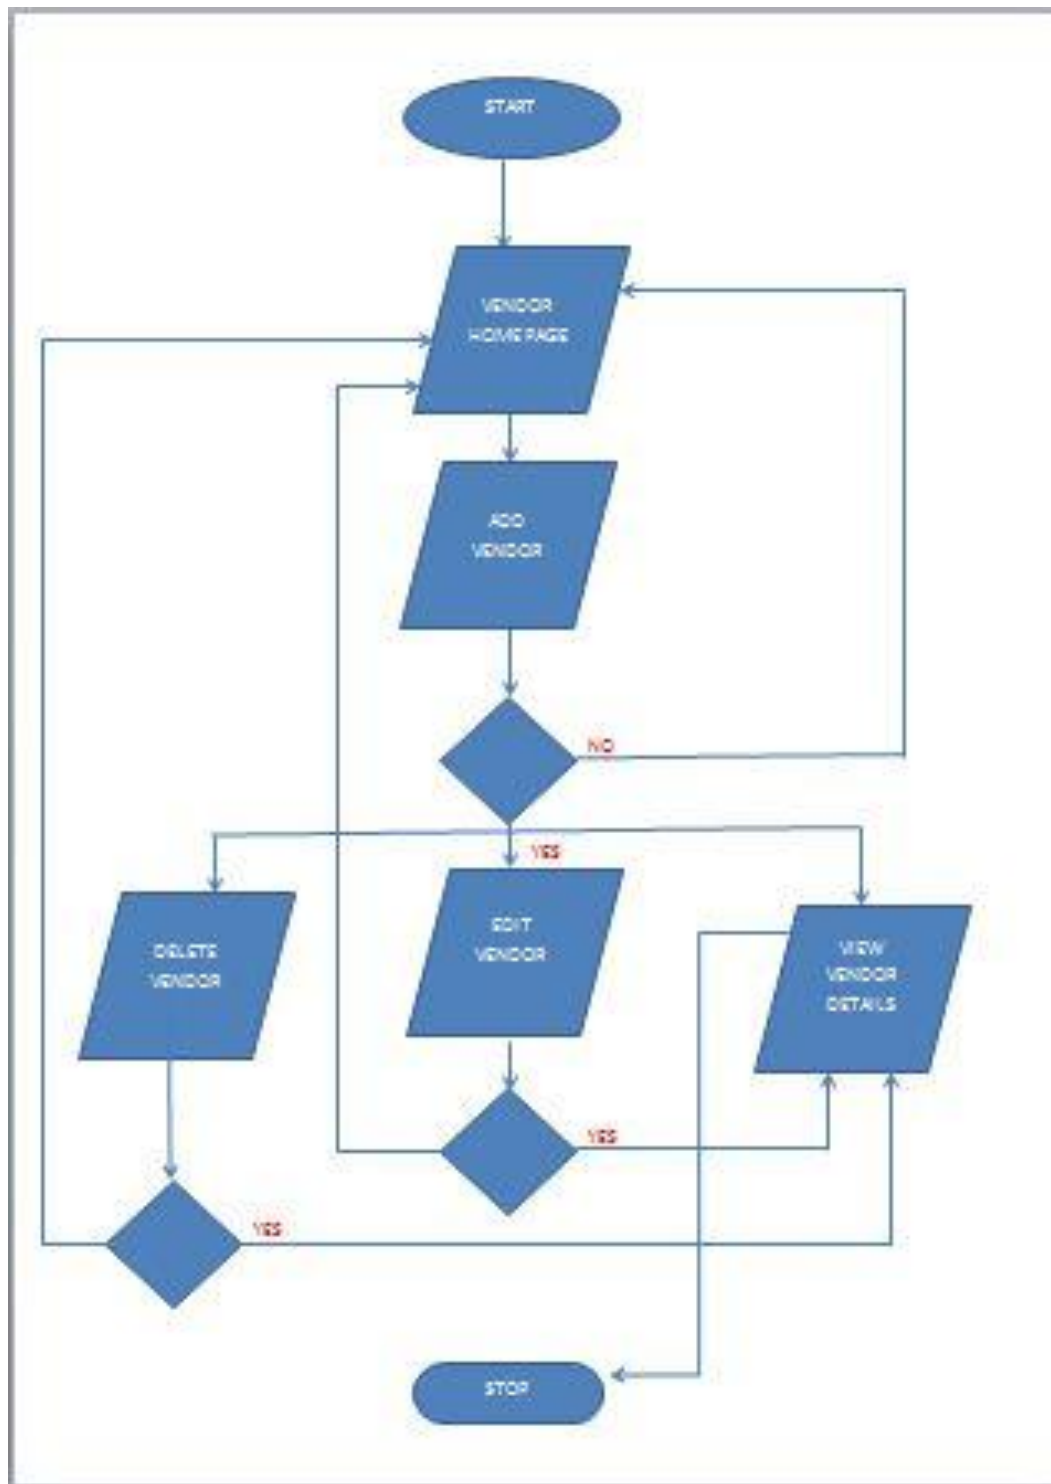 START
VENDOR
HOME PAGE
ADD
VENDOR
NO
YES
DELETE
VENDOR
EDIT
VENDOR
VIEW
VENDOR
DETAILS
YES
YES
STOP